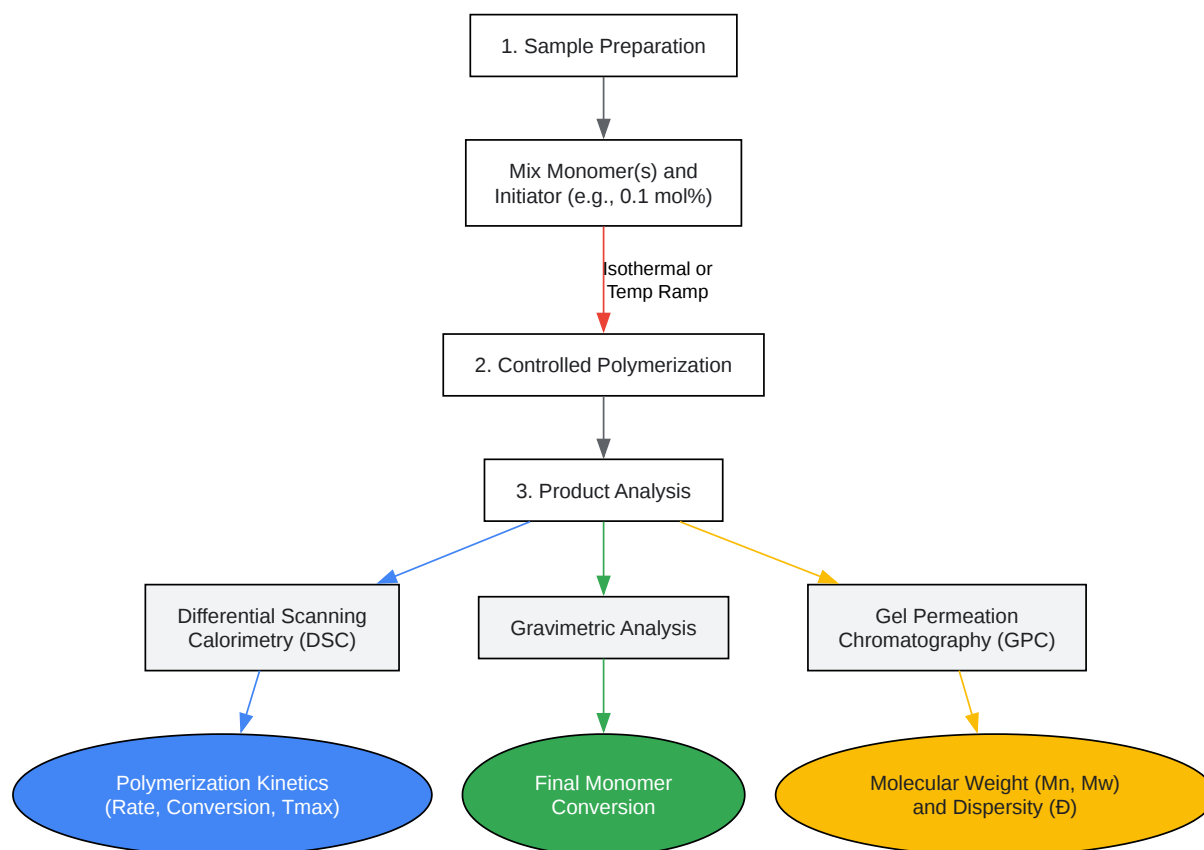 1. Sample Preparation
Mix Monomer(s) and
Initiator (e.g., 0.1 mol%)
Isothermal or
Temp Ramp
2. Controlled Polymerization
3. Product Analysis
Differential Scanning
Calorimetry (DSC)
Gravimetric Analysis
Gel Permeation
Chromatography (GPC)
Polymerization Kinetics
(Rate, Conversion, Tmax)
Final Monomer
Conversion
Molecular Weight (Mn, Mw)
and Dispersity (Đ)